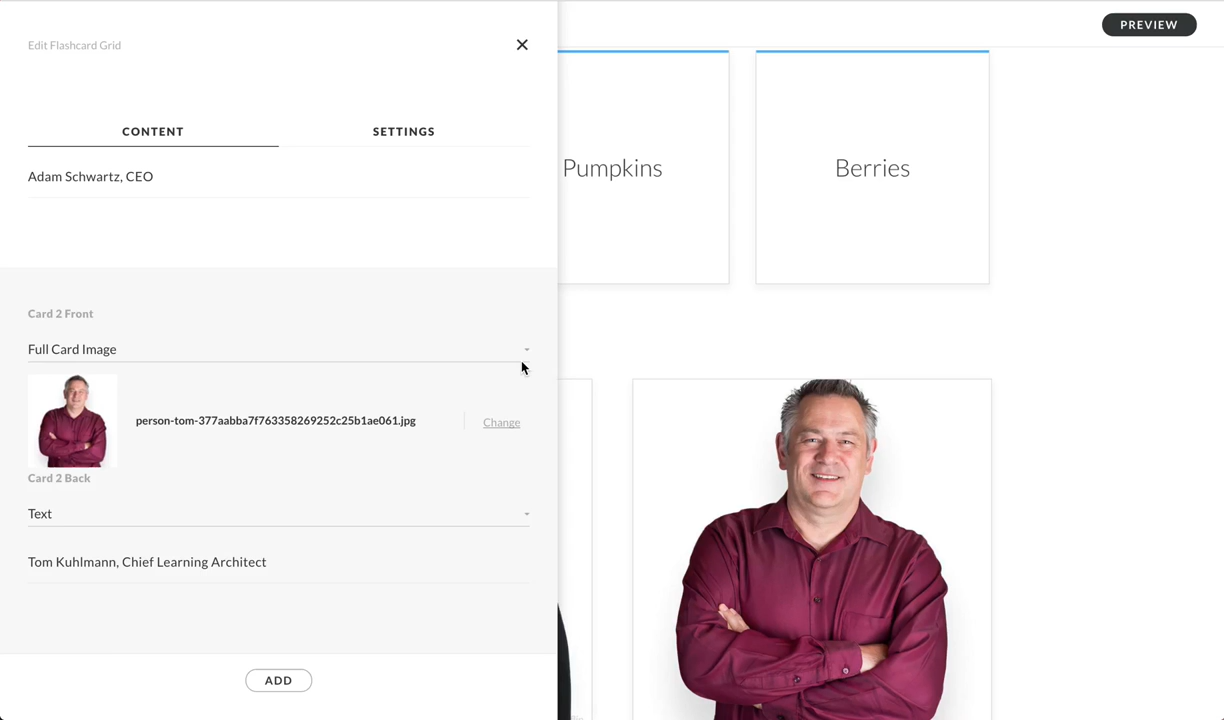 Edit Flashcard Grid
PREVIEW
CONTENT
SETTINGS
Adam Schwartz, CEO
Pumpkins
Berries
Card 2 Front
Full Card Image
person-tom-377aabba7f763358269252c25b1ae061.jpg
Change
Card 2 Back
Text
Tom Kuhlmann, Chief Learning Architect
ADD